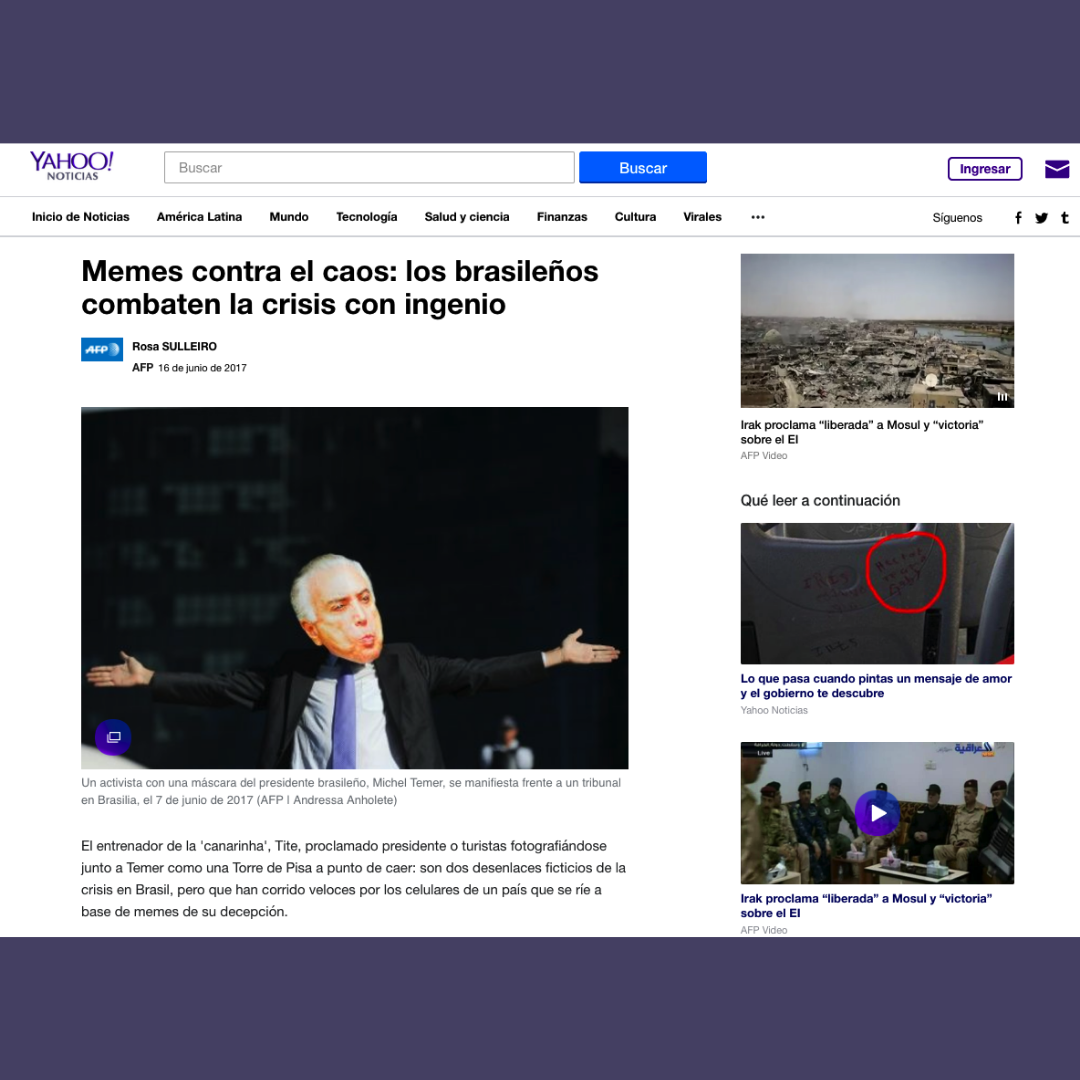 YAHOO!
NOTICIAS
Buscar
Buscar
Ingresar
Inicio de Noticias América Latina Mundo Tecnología Salud y ciencia Finanzas Cultura Virales ••• Síguenos
Memes contra el caos: los brasileños
combaten la crisis con ingenio
AFP
Rosa SULLEIRO
AFP 16 de junio de 2017
Un activista con una máscara del presidente brasileño, Michel Temer, se manifiesta frente a un tribunal
en Brasilia, el 7 de junio de 2017 (AFP | Andressa Anholete)
El entrenador de la 'canarinha', Tite, proclamado presidente o turistas fotografiándose
junto a Temer como una Torre de Pisa a punto de caer: son dos desenlaces ficticios de la
crisis en Brasil, pero que han corrido veloces por los celulares de un país que se ríe a
base de memes de su decepción.
Irak proclama “liberada” a Mosul y “victoria”
sobre el EI
AFP Video
Qué leer a continuación
Lo que pasa cuando pintas un mensaje de amor
y el gobierno te descubre
Yahoo Noticias
Live
العراقية
Irak proclama “liberada” a Mosul y “victoria”
sobre el EI
AFP Video